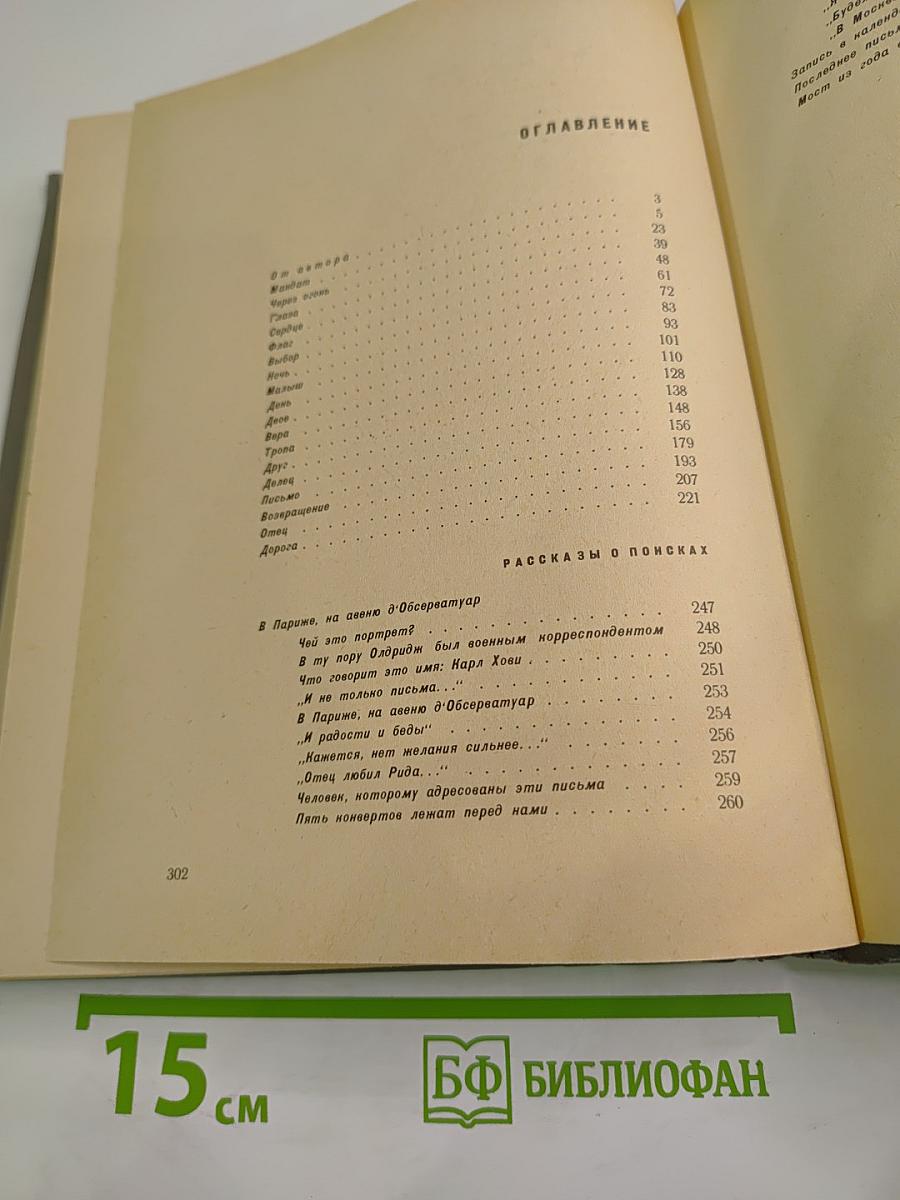 ОГЛАВЛЕНИЕ
От автора . . . 3
Мандат . . . 5
Через огонь . . . 23
Глаза . . . 39
Сердце . . . 48
Флаг . . . 61
Выбор . . . 72
Ночь . . . 83
Малыш . . . 93
День . . . 101
Двое . . . 110
Вера . . . 128
Тропа . . . 138
Друг . . . 148
Делец . . . 156
Письмо . . . 179
Возвращение . . . 193
Отец . . . 207
Дорога . . . 221
РАССКАЗЫ О ПОИСКАХ
В Париже, на авеню д'Обсерватуар
Чей это портрет? . . . 247
В ту пору Олдридж был военным корреспондентом 248
Что говорит это имя: Карл Хови . . . 250
„И не только письма..." . . . 251
В Париже, на авеню д'Обсерватуар . . . 253
„И радости и беды" . . . 254
„Кажется, нет желания сильнее..." . . . 256
„Отец любил Рида..." . . . 257
Человек, которому адресованы эти письма . . . 259
Пять конвертов лежат перед нами . . . 260
302
„Я
„Буде
„В Москве
Запись в календ
Последнее письм
Мост из года
15 см
БФ БИБЛИОФАН